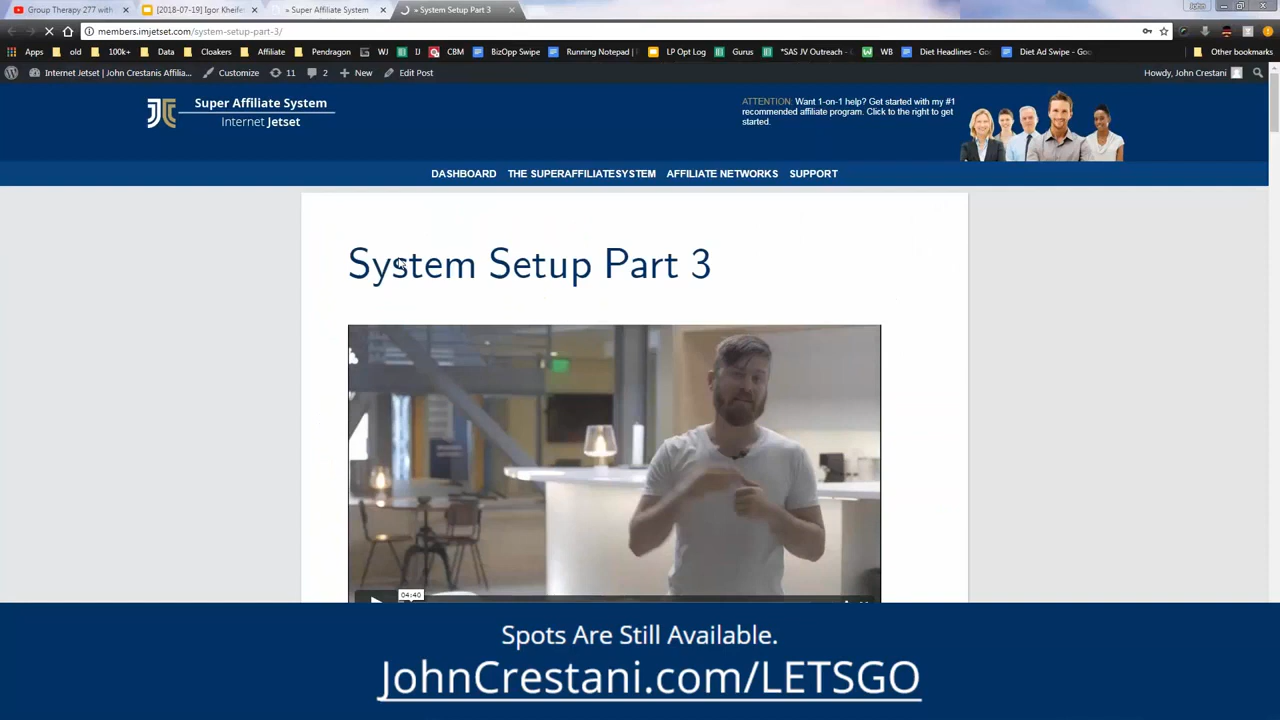 Group Therapy 277 with
[2018-07-19] Igor Kheife
» Super Affiliate System
» System Setup Part 3
John
members.imjetset.com/system-setup-part-3/
Apps
old
100k+
Data
Cloakers
Affiliate
Pendragon
WJ
IJ
CBM
BizOpp Swipe
Running Notepad
LP Opt Log
Gurus
*SAS JV Outreach - G
WB
Diet Headlines - Go
Diet Ad Swipe - Goo
Other bookmarks
Internet Jetset | John Crestanis Affilia...
Customize
11
2
New
Edit Post
Howdy, John Crestani
Super Affiliate System
Internet Jetset
ATTENTION: Want 1-on-1 help? Get started with my #1
recommended affiliate program. Click to the right to get
started.
DASHBOARD
THE SUPERAFFILIATESYSTEM
AFFILIATE NETWORKS
SUPPORT
System Setup Part 3
04:40
Spots Are Still Available.
JohnCrestani.com/LETSGO